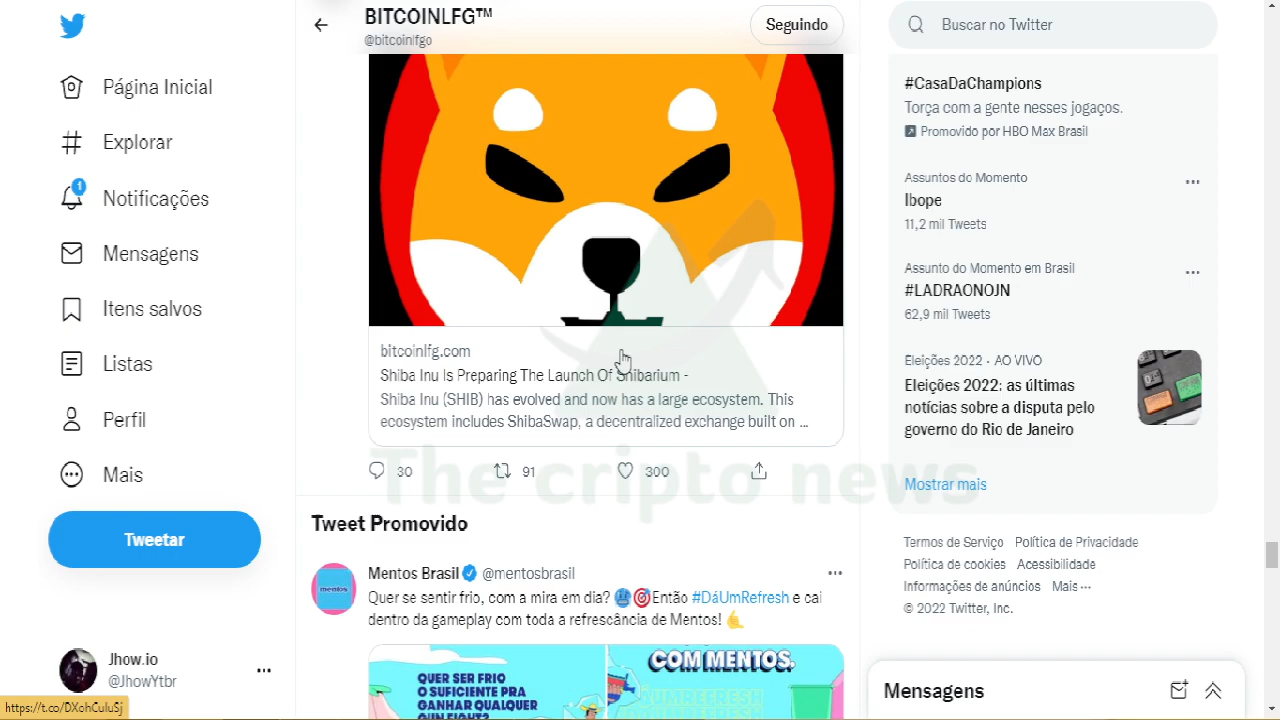 BITCOINLFG™
@bitcoinlfgo
Seguindo
Buscar no Twitter
Página Inicial
Explorar
1
Notificações
Mensagens
Itens salvos
Listas
Perfil
Mais
Tweetar
Jhow.io
@JhowYtbr
https://t.co/DXohCuIuSj
bitcoinlfg.com
Shiba Inu Is Preparing The Launch Of Shibarium -
Shiba Inu (SHIB) has evolved and now has a large ecosystem. This
ecosystem includes ShibaSwap, a decentralized exchange built on ...
30
91
300
The cripto news
Tweet Promovido
Mentos Brasil @mentosbrasil
Quer se sentir frio, com a mira em dia? 🥶🎯Então #DáUmRefresh e cai
dentro da gameplay com toda a refrescância de Mentos! 🤙
mentos
QUER SER FRIO
O SUFICIENTE PRA
GANHAR QUALQUER
GUN FIGHT?
COM MENTOS.
DÁUMREFRESH
#CasaDaChampions
Torça com a gente nesses jogaços.
Promovido por HBO Max Brasil
Assuntos do Momento
Ibope
11,2 mil Tweets
Assunto do Momento em Brasil
#LADRAONOJN
62,9 mil Tweets
Eleições 2022 · AO VIVO
Eleições 2022: as últimas
notícias sobre a disputa pelo
governo do Rio de Janeiro
Mostrar mais
Termos de Serviço Política de Privacidade
Política de cookies Acessibilidade
Informações de anúncios Mais ···
© 2022 Twitter, Inc.
Mensagens